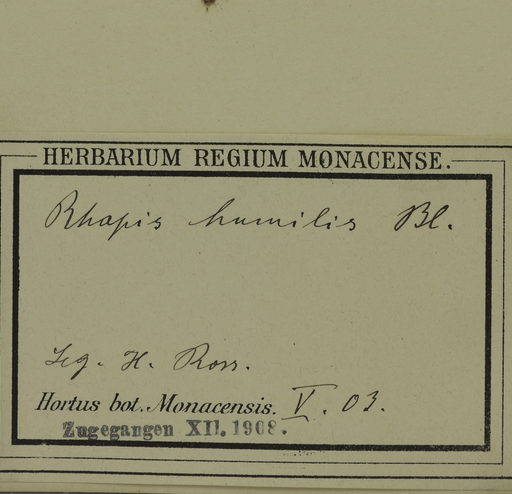 HERBARIUM REGIUM MONACENSE.
Rhapis humilis Bl.
Leg. H. Ross.
Hortus bot. Monacensis. V. 03.
Zugegangen XII. 1908.